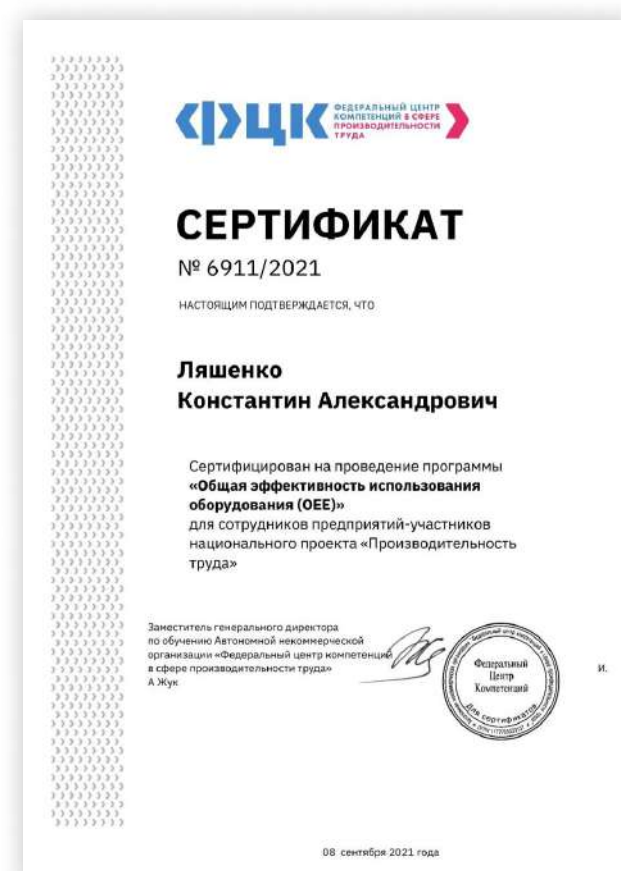 ФЦК
ФЕДЕРАЛЬНЫЙ ЦЕНТР
КОМПЕТЕНЦИЙ В СФЕРЕ
ПРОИЗВОДИТЕЛЬНОСТИ
ТРУДА
СЕРТИФИКАТ
№ 6911/2021
НАСТОЯЩИМ ПОДТВЕРЖДАЕТСЯ, ЧТО
Ляшенко
Константин Александрович
Сертифицирован на проведение программы
«Общая эффективность использования
оборудования (OEE)»
для сотрудников предприятий-участников
национального проекта «Производительность
труда»
Заместитель генерального директора
по обучению Автономной некоммерческой
организации «Федеральный центр компетенций
в сфере производительности труда»
И.
А Жук
Федеральный
Центр
Компетенций
Для сертификатов
08 сентября 2021 года